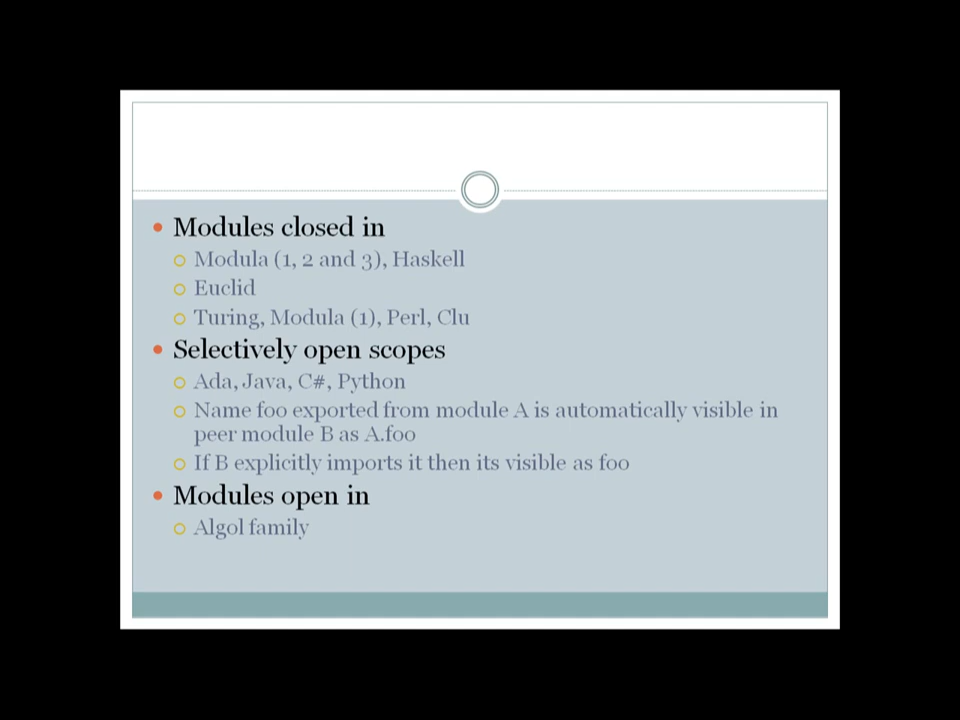 Modules closed in
Modula (1, 2 and 3), Haskell
Euclid
Turing, Modula (1), Perl, Clu
Selectively open scopes
Ada, Java, C#, Python
Name foo exported from module A is automatically visible in
peer module B as A.foo
If B explicitly imports it then its visible as foo
Modules open in
Algol family